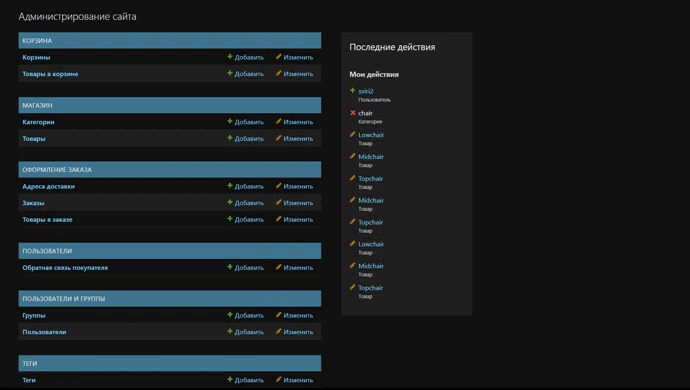 Администрирование сайта
КОРЗИНА
Корзины Добавить Изменить
Товары в корзине Добавить Изменить
МАГАЗИН
Категории Добавить Изменить
Товары Добавить Изменить
ОФОРМЛЕНИЕ ЗАКАЗА
Адреса доставки Добавить Изменить
Заказы Добавить Изменить
Товары в заказе Добавить Изменить
ПОЛЬЗОВАТЕЛИ
Обратная связь покупателя Добавить Изменить
ПОЛЬЗОВАТЕЛИ И ГРУППЫ
Группы Добавить Изменить
Пользователи Добавить Изменить
ТЕГИ
Теги Добавить Изменить
Последние действия
Мои действия
sviri2
Пользователь
chair
Категория
Lowchair
Товар
Midchair
Товар
Topchair
Товар
Midchair
Товар
Topchair
Товар
Lowchair
Товар
Midchair
Товар
Topchair
Товар